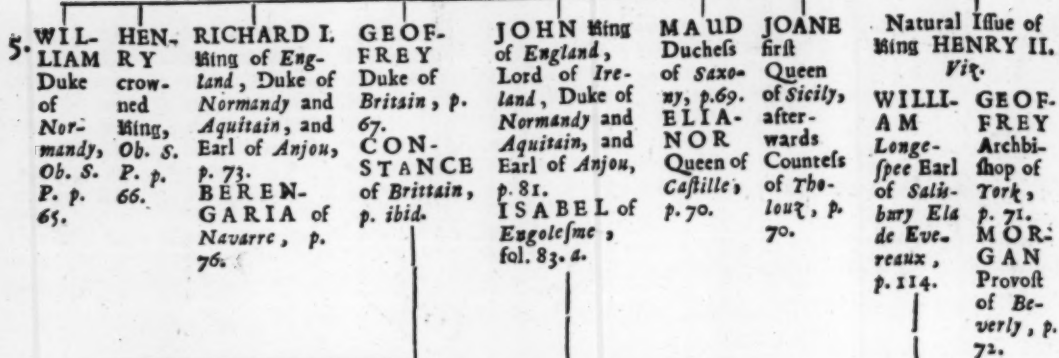 5.
WIL-
LIAM
Duke
of
Nor-
mandy,
Ob. S.
P. p.
65.
HEN-
RY
crow-
ned
King,
Ob. S.
P. p.
66.
RICHARD I.
King of Eng-
land, Duke of
Normandy and
Aquitain, and
Earl of Anjou,
p. 73.
BEREN-
GARIA of
Navarre, p.
76.
GEOF-
FREY
Duke of
Britain, p.
67.
CON-
STANCE
of Brittain,
p. ibid.
JOHN King
of England,
Lord of Ire-
land, Duke of
Normandy and
Aquitain, and
Earl of Anjou,
p. 81.
ISABEL of
Engolesme,
fol. 83. a.
MAUD
Duchess
of Saxo-
ny, p. 69.
ELIA-
NOR
Queen of
Castille,
p. 70.
JOANE
first
Queen
of Sicily,
after-
wards
Countess
of Tho-
louz, p.
70.
Natural Issue of
King HENRY II.
Viz.
WILLI-
AM
Longe-
spee Earl
of Salis-
bury Ela
de Eve-
reaux,
p. 114.
GEOF-
FREY
Archbi-
shop of
York,
p. 71.
MOR-
GAN
Provost
of Be-
verly, p.
72.